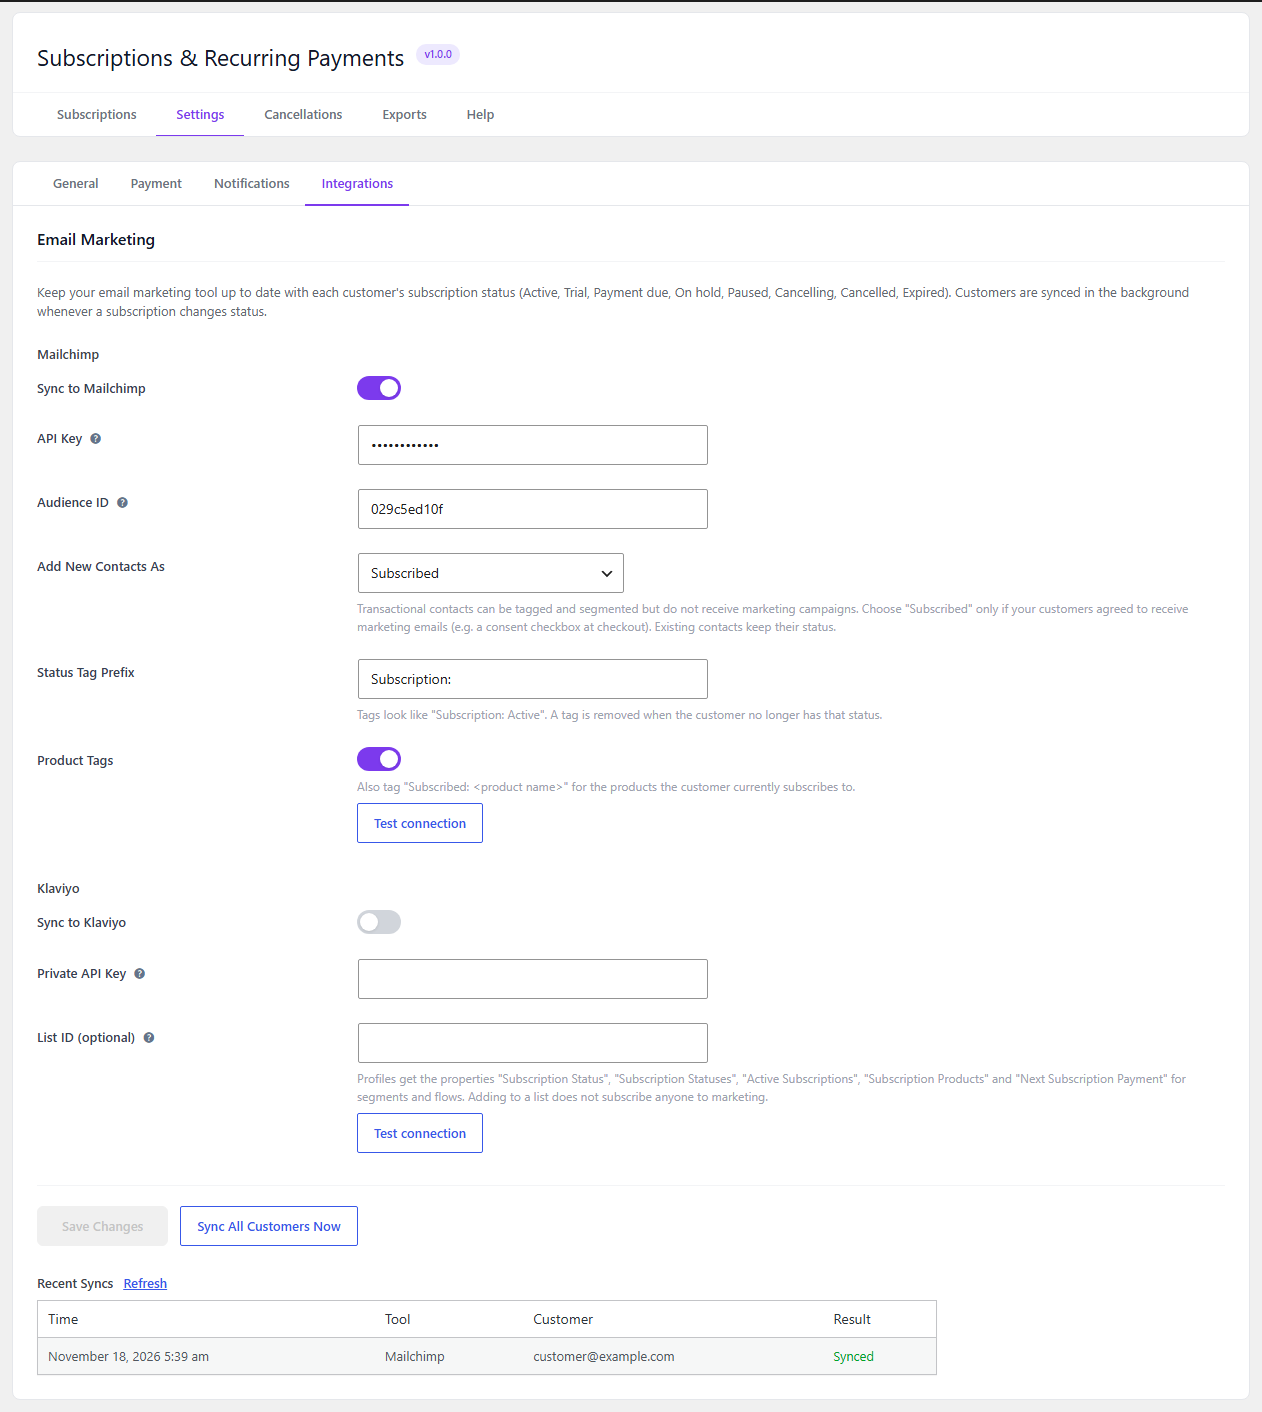 Subscriptions & Recurring Payments v1.0.0
Subscriptions Settings Cancellations Exports Help
General Payment Notifications Integrations
Email Marketing
Keep your email marketing tool up to date with each customer's subscription status (Active, Trial, Payment due, On hold, Paused, Cancelling, Cancelled, Expired). Customers are synced in the background
whenever a subscription changes status.
Mailchimp
Sync to Mailchimp
API Key ?
••••••••••••
Audience ID ?
029c5ed10f
Add New Contacts As
Subscribed
Transactional contacts can be tagged and segmented but do not receive marketing campaigns. Choose "Subscribed" only if your customers agreed to receive
marketing emails (e.g. a consent checkbox at checkout). Existing contacts keep their status.
Status Tag Prefix
Subscription:
Tags look like "Subscription: Active". A tag is removed when the customer no longer has that status.
Product Tags
Also tag "Subscribed: <product name>" for the products the customer currently subscribes to.
Test connection
Klaviyo
Sync to Klaviyo
Private API Key ?
List ID (optional) ?
Profiles get the properties "Subscription Status", "Subscription Statuses", "Active Subscriptions", "Subscription Products" and "Next Subscription Payment" for
segments and flows. Adding to a list does not subscribe anyone to marketing.
Test connection
Save Changes Sync All Customers Now
Recent Syncs Refresh
Time Tool Customer Result
November 18, 2026 5:39 am Mailchimp customer@example.com Synced